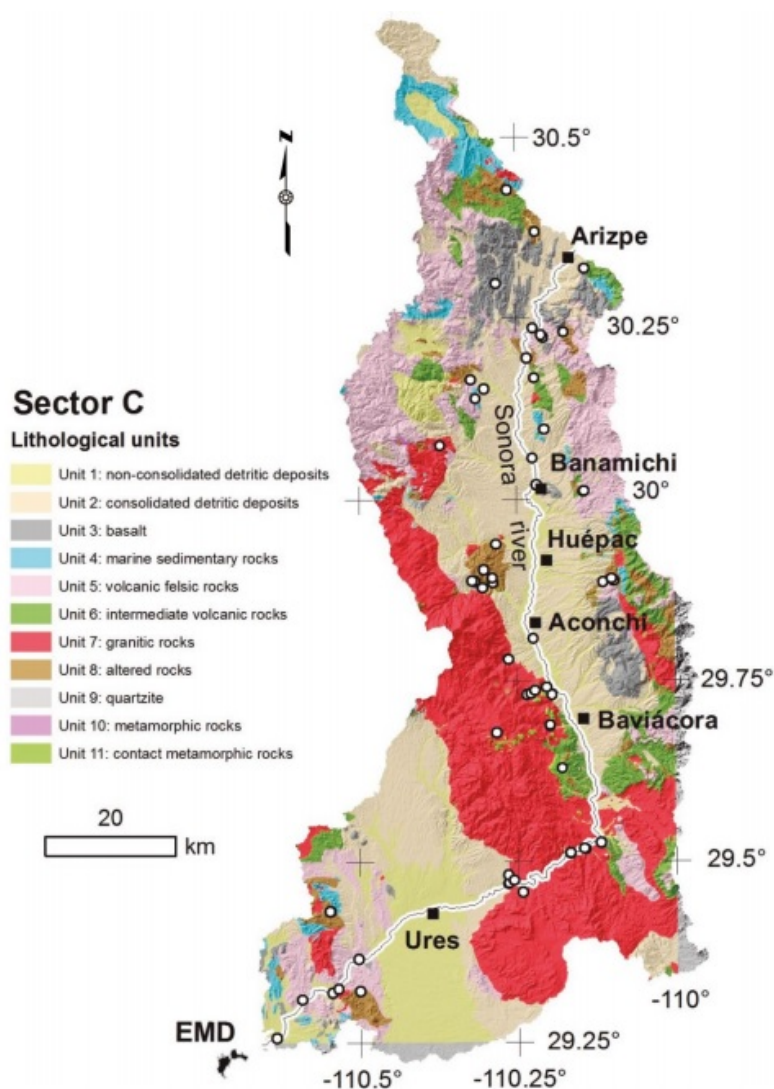 30.5°
z
Arizpe
30.25°
Sector C
Lithological units
Unit 1: non-consolidated detritic deposits
Unit 2: consolidated detritic deposits
Unit 3: basalt
Unit 4: marine sedimentary rocks
Unit 5: volcanic felsic rocks
Unit 6: intermediate volcanic rocks
Unit 7: granitic rocks
Unit 8: altered rocks
Unit 9: quartzite
Unit 10: metamorphic rocks
Unit 11: contact metamorphic rocks
Sonora
river
Banamichi
30°
Huépac
Aconchi
29.75°
Baviácora
20
km
29.5°
Ures
-110°
EMD
29.25°
-110.5°
-110.25°